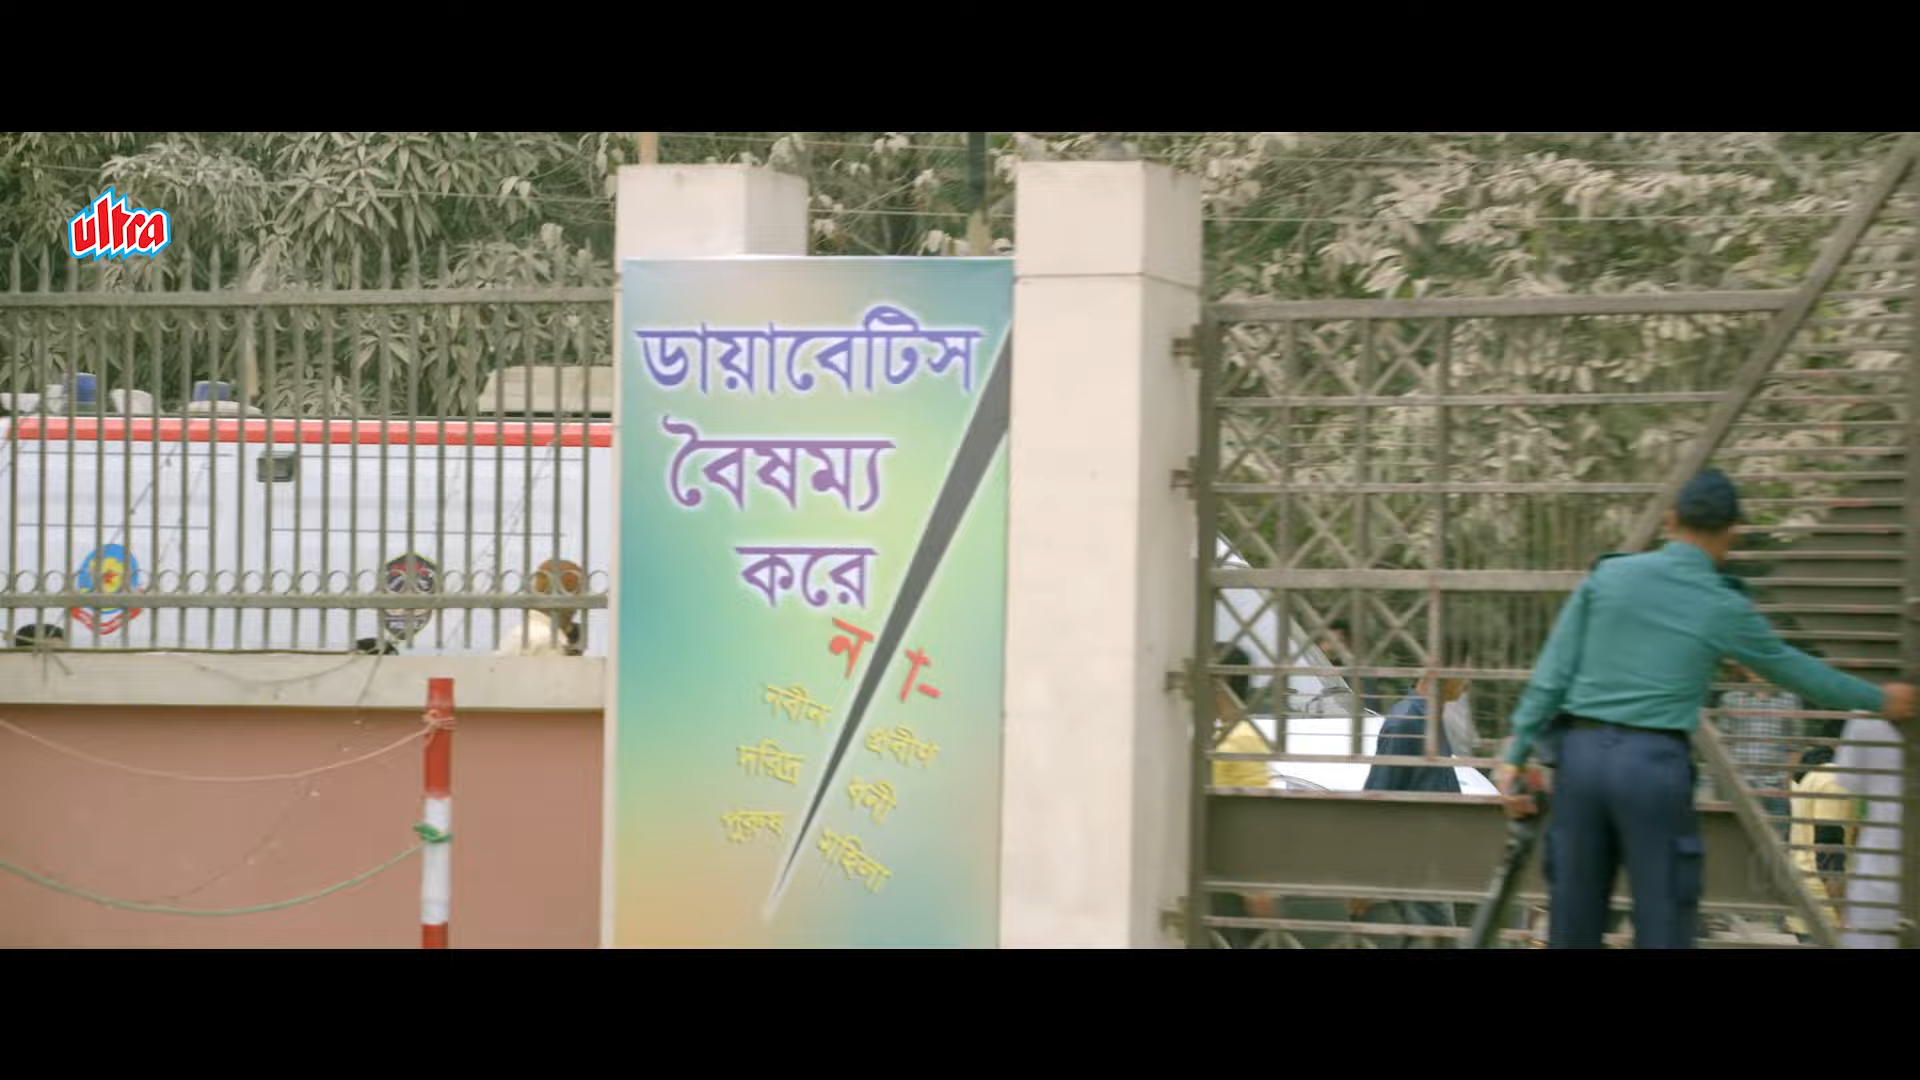 ultra
ডায়াবেটিস
বৈষম্য
করে
না-
নবীন প্রবীণ
দরিদ্র ধনী
পুরুষ মহিলা